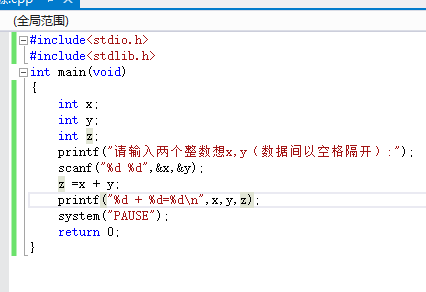 (全局范围)
#include<stdio.h>
#include<stdlib.h>
int main(void)
{
int x;
int y;
int z;
printf("请输入两个整数想x,y（数据间以空格隔开）:");
scanf("%d %d",&x,&y);
z =x + y;
printf("%d + %d=%d\n",x,y,z);
system("PAUSE");
return 0;
}